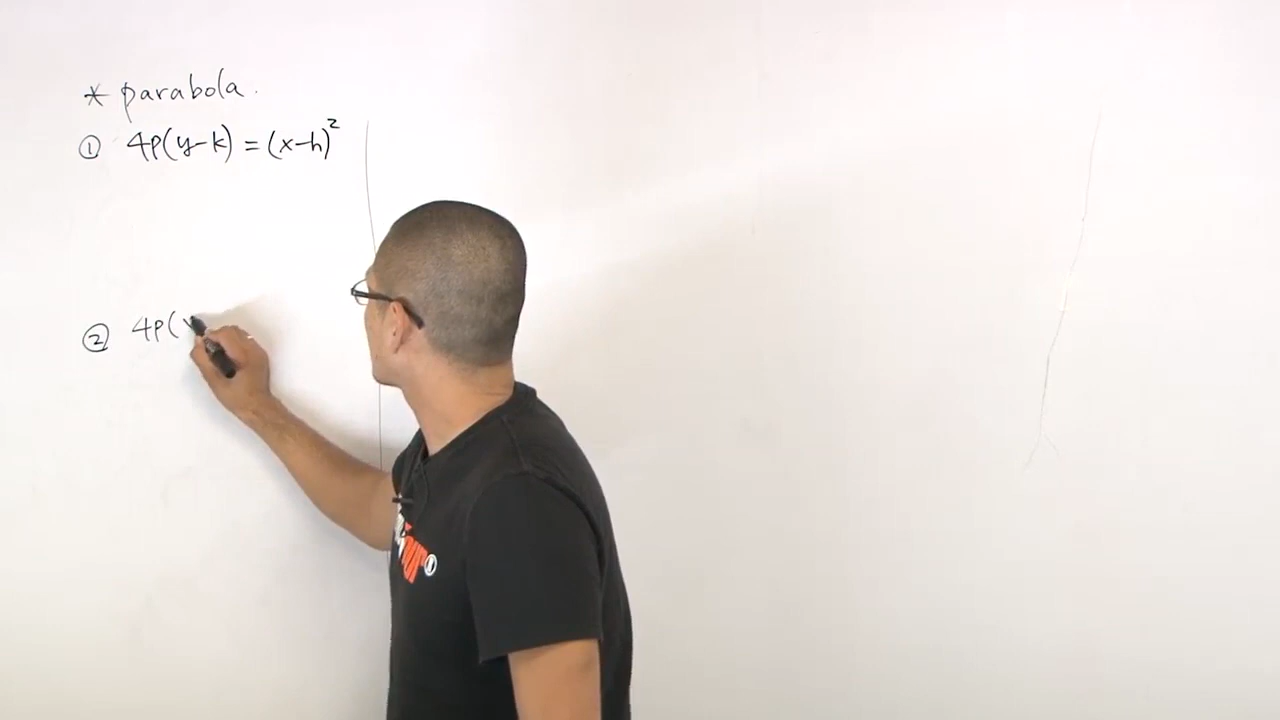 * parabola.
① 4p(y-k) = (x-h)²
② 4p(